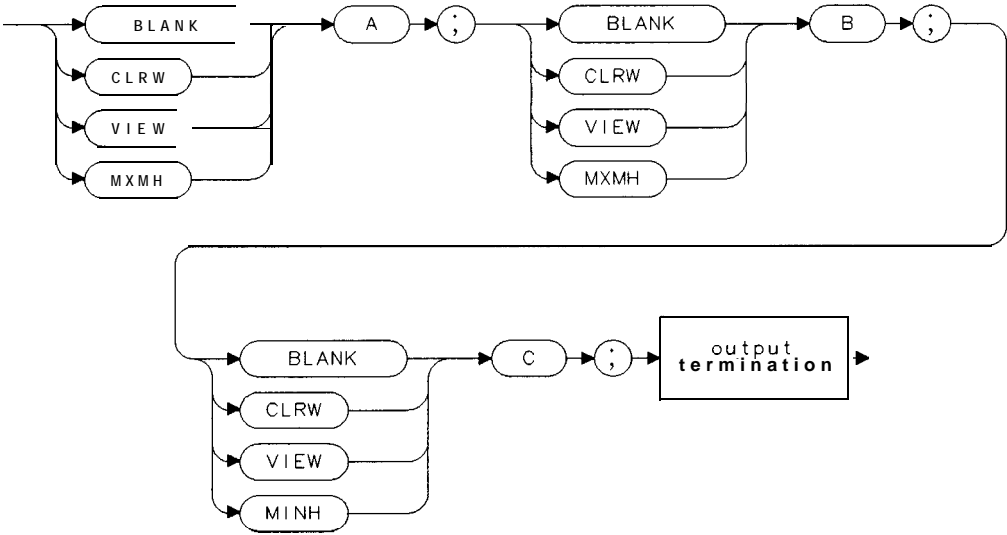 BLANK A ; BLANK B ;
CLRW CLRW
VIEW VIEW
MXMH MXMH
BLANK C ; output
termination
CLRW
VIEW
MINH